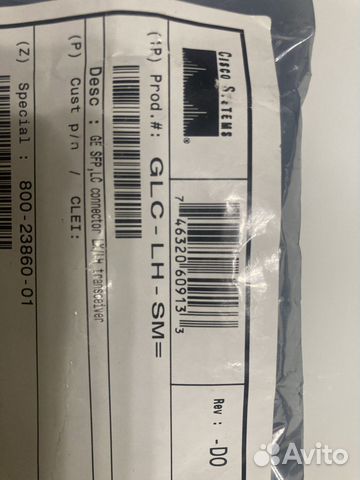 Cisco Systems
®
(1P) Prod.#: GLC-LH-SM=
7 46320 60913 3
Rev: -D0
Desc : GE SFP,LC connector LX/LH transceiver
(P) Cust p/n / CLEI:
(Z) Special : 800-23860-01
Avito